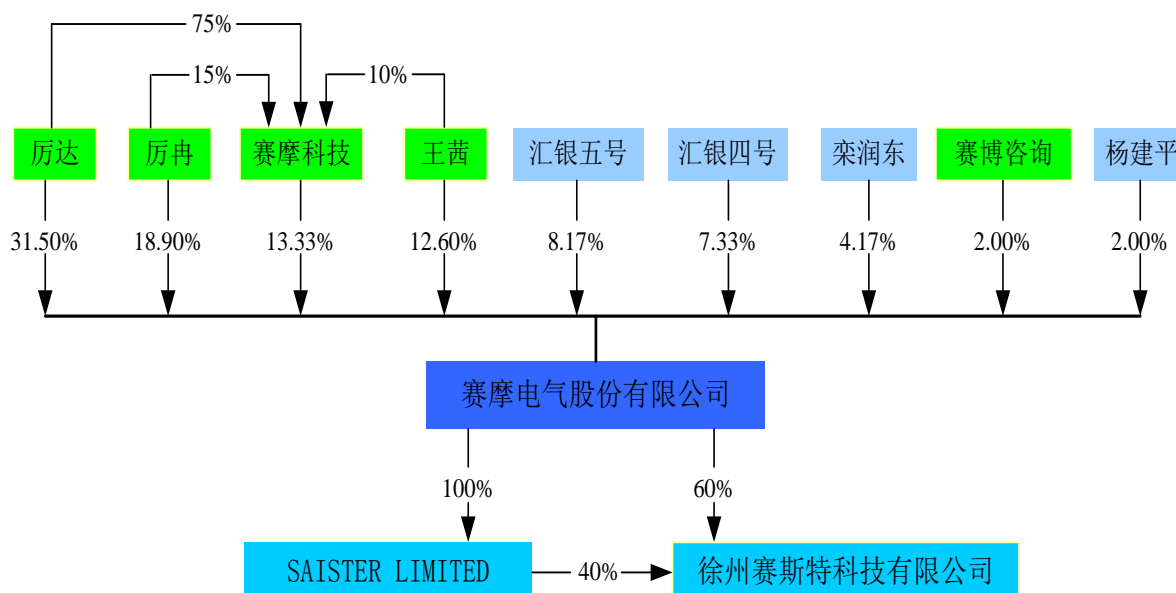 75%
15%
10%
厉达
厉冉
赛摩科技
王茜
汇银五号
汇银四号
栾润东
赛博咨询
杨建平
31.50%
18.90%
13.33%
12.60%
8.17%
7.33%
4.17%
2.00%
2.00%
赛摩电气股份有限公司
100%
60%
SAISTER LIMITED
40%
徐州赛斯特科技有限公司